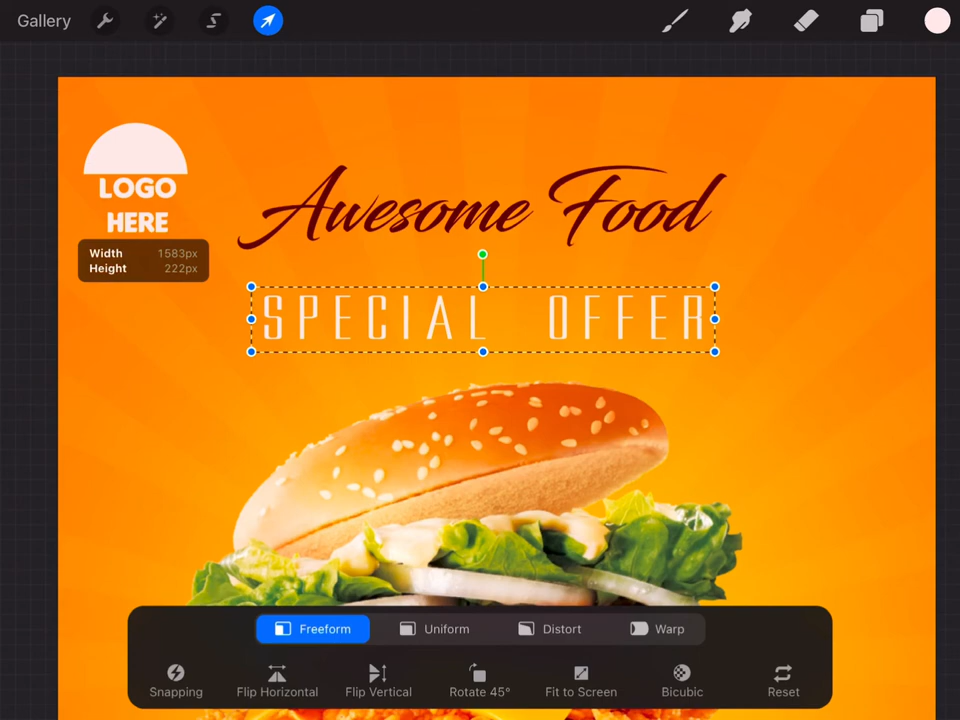 Gallery
LOGO
HERE
Awesome Food
Width 1583px
Height 222px
SPECIAL OFFER
Freeform Uniform Distort Warp
Snapping Flip Horizontal Flip Vertical Rotate 45° Fit to Screen Bicubic Reset